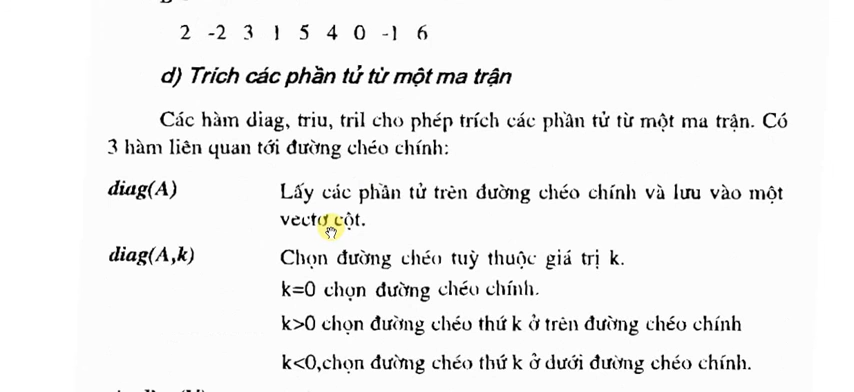 2 -2 3 1 5 4 0 -1 6
d) Trích các phần tử từ một ma trận
Các hàm diag, triu, tril cho phép trích các phần tử từ một ma trận. Có
3 hàm liên quan tới đường chéo chính:
diag(A) Lấy các phần tử trên đường chéo chính và lưu vào một
vectơ cột.
diag(A,k) Chọn đường chéo tuỳ thuộc giá trị k.
k=0 chọn đường chéo chính.
k>0 chọn đường chéo thứ k ở trên đường chéo chính
k<0,chọn đường chéo thứ k ở dưới đường chéo chính.